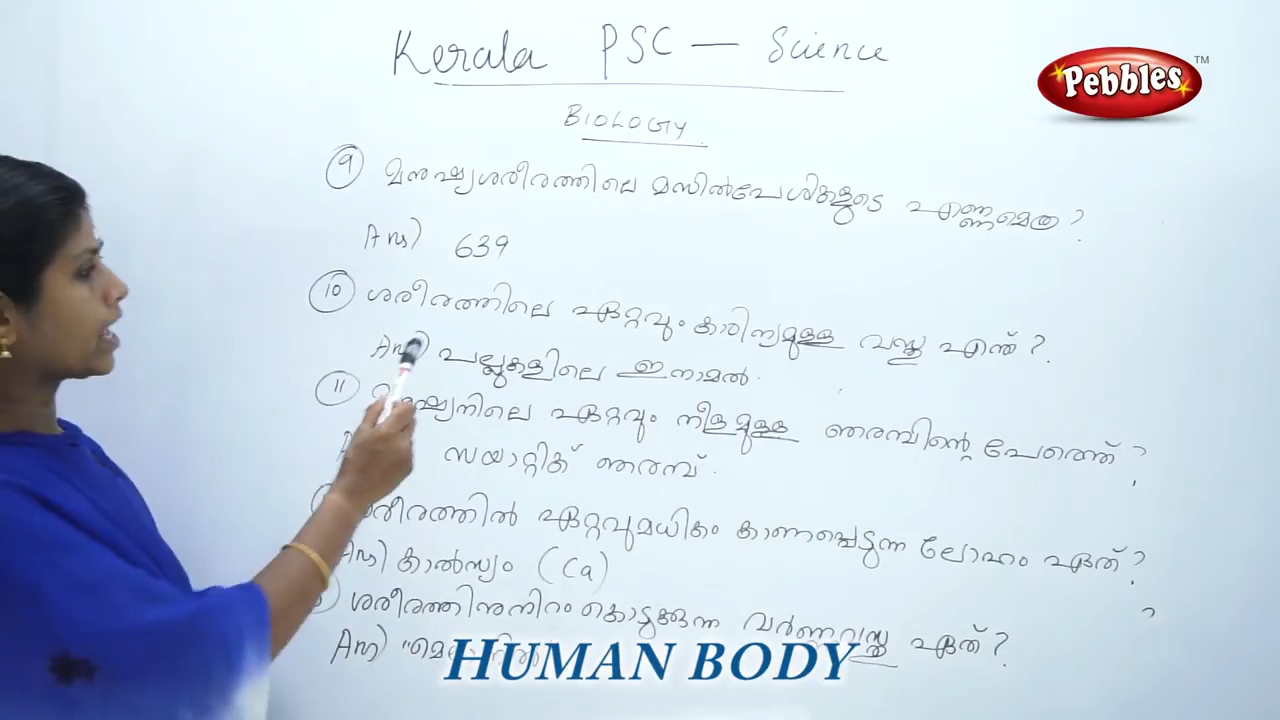 Kerala PSC — Science
Pebbles TM
BIOLOGY
9 മനുഷ്യശരീരത്തിലെ മസിൽപേശികളുടെ എണ്ണമെത്ര?
Ans) 639
10 ശരീരത്തിലെ ഏറ്റവും കാഠിന്യമുള്ള വസ്തു എന്ത്?
Ans) പല്ലുകളിലെ ഇനാമൽ.
11 ഏറ്റവും നീളമുള്ള ഞരമ്പിന്റെ പേരെന്ത്?
സയാറ്റിക് ഞരമ്പ്.
ഏറ്റവുമധികം കാണപ്പെടുന്ന ലോഹം ഏത്?
Ans) കാൽസ്യം (Ca)
ശരീരത്തിനുനിറം കൊടുക്കുന്ന വർണ്ണവസ്തു ഏത്?
Ans)
HUMAN BODY